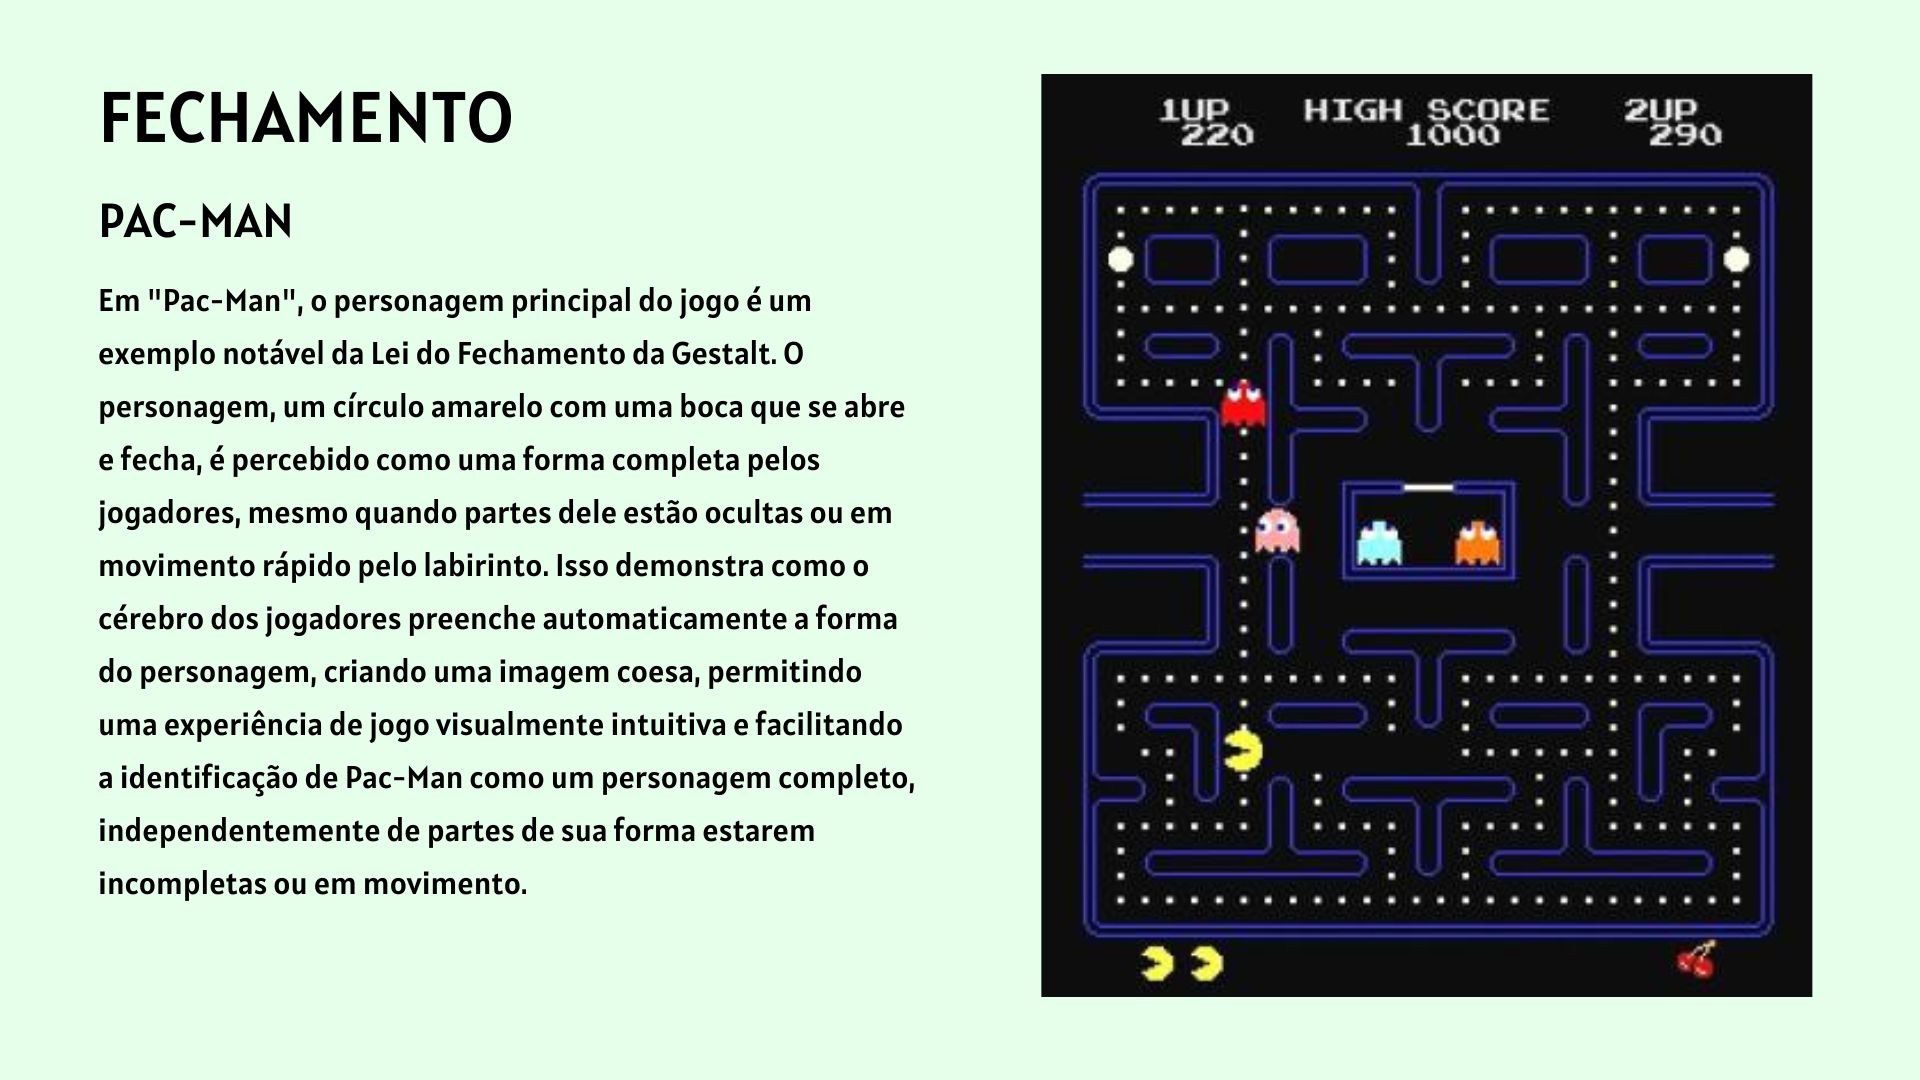 FECHAMENTO
PAC-MAN
Em "Pac-Man", o personagem principal do jogo é um
exemplo notável da Lei do Fechamento da Gestalt. O
personagem, um círculo amarelo com uma boca que se abre
e fecha, é percebido como uma forma completa pelos
jogadores, mesmo quando partes dele estão ocultas ou em
movimento rápido pelo labirinto. Isso demonstra como o
cérebro dos jogadores preenche automaticamente a forma
do personagem, criando uma imagem coesa, permitindo
uma experiência de jogo visualmente intuitiva e facilitando
a identificação de Pac-Man como um personagem completo,
independentemente de partes de sua forma estarem
incompletas ou em movimento.
1UP HIGH SCORE 2UP
220 1000 290